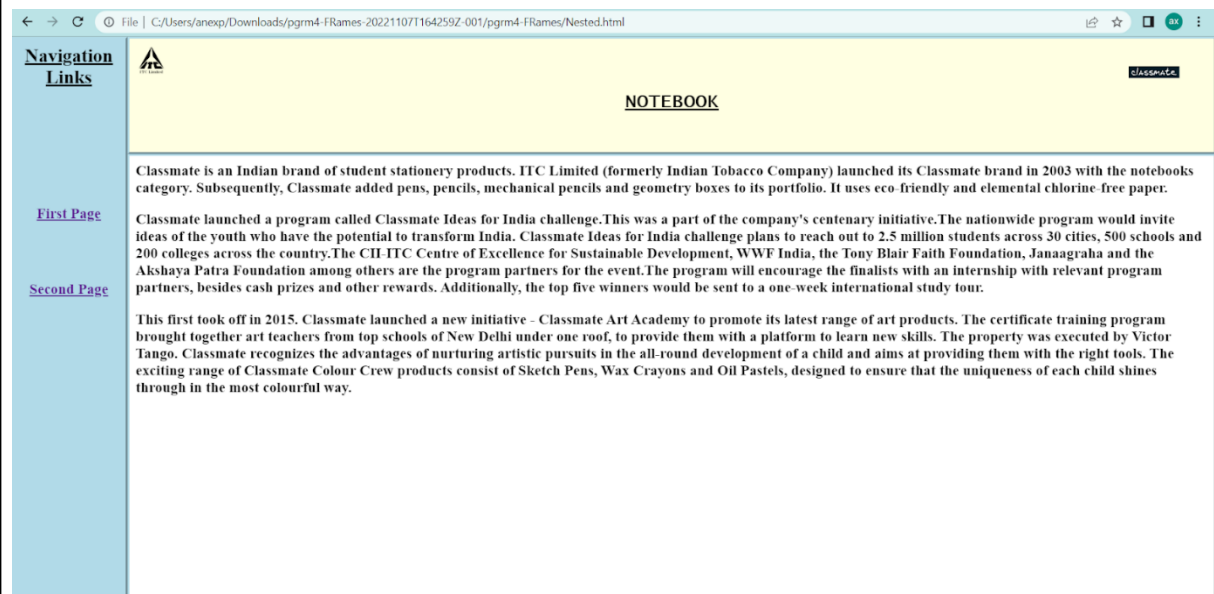 File | C:/Users/anexp/Downloads/pgrm4-FRames-20221107T164259Z-001/pgrm4-FRames/Nested.html
ax
Navigation
Links
First Page
Second Page
ITC Limited
classmate
NOTEBOOK
Classmate is an Indian brand of student stationery products. ITC Limited (formerly Indian Tobacco Company) launched its Classmate brand in 2003 with the notebooks
category. Subsequently, Classmate added pens, pencils, mechanical pencils and geometry boxes to its portfolio. It uses eco-friendly and elemental chlorine-free paper.
Classmate launched a program called Classmate Ideas for India challenge.This was a part of the company's centenary initiative.The nationwide program would invite
ideas of the youth who have the potential to transform India. Classmate Ideas for India challenge plans to reach out to 2.5 million students across 30 cities, 500 schools and
200 colleges across the country.The CII-ITC Centre of Excellence for Sustainable Development, WWF India, the Tony Blair Faith Foundation, Janaagraha and the
Akshaya Patra Foundation among others are the program partners for the event.The program will encourage the finalists with an internship with relevant program
partners, besides cash prizes and other rewards. Additionally, the top five winners would be sent to a one-week international study tour.
This first took off in 2015. Classmate launched a new initiative - Classmate Art Academy to promote its latest range of art products. The certificate training program
brought together art teachers from top schools of New Delhi under one roof, to provide them with a platform to learn new skills. The property was executed by Victor
Tango. Classmate recognizes the advantages of nurturing artistic pursuits in the all-round development of a child and aims at providing them with the right tools. The
exciting range of Classmate Colour Crew products consist of Sketch Pens, Wax Crayons and Oil Pastels, designed to ensure that the uniqueness of each child shines
through in the most colourful way.